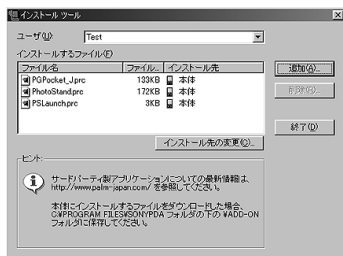 インストール ツール
ユーザ(U): Test
インストールするファイル(F)
ファイル名 ファイル... インストール先
PGPocket_J.prc 133KB 本体
PhotoStand.prc 172KB 本体
PSLaunch.prc 3KB 本体
追加(A)...
削除(R)...
終了(D)
インストール先の変更(C)...
ヒント:
サードパーティ製アプリケーションについての最新情報は、
http://www.palm-japan.com/ を参照してください。
本体にインストールするファイルをダウンロードした場合、
C:¥PROGRAM FILES¥SONYPDA フォルダの下の ¥ADD-ON
フォルダに保存してください。